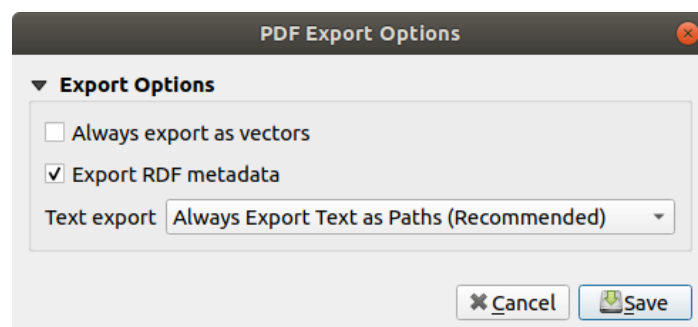 PDF Export Options
Export Options
Always export as vectors
Export RDF metadata
Text export Always Export Text as Paths (Recommended)
Cancel Save